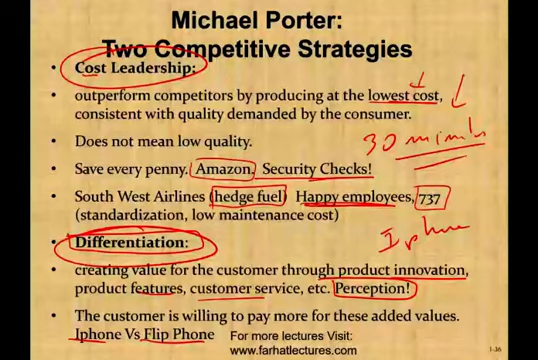 Michael Porter:
Two Competitive Strategies
• Cost Leadership:
• outperform competitors by producing at the lowest cost,
consistent with quality demanded by the consumer.
• Does not mean low quality.
30 minutes
• Save every penny. Amazon. Security Checks!
• South West Airlines (hedge fuel) Happy employees, 737
(standardization, low maintenance cost)
Iphone
• Differentiation:
• creating value for the customer through product innovation,
product features, customer service, etc. Perception!
• The customer is willing to pay more for these added values.
Iphone Vs Flip Phone
For more lectures Visit:
www.farhatlectures.com
1-36